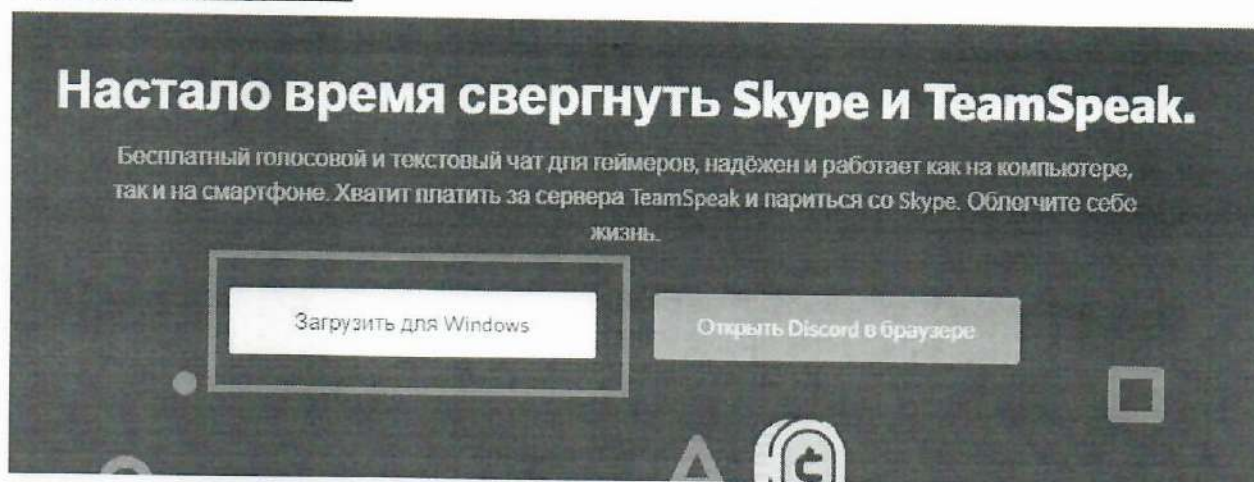 Настало время свергнуть Skype и TeamSpeak.
Бесплатный голосовой и текстовый чат для геймеров, надёжен и работает как на компьютере,
так и на смартфоне. Хватит платить за сервера TeamSpeak и париться со Skype. Облегчите себе
жизнь.
Загрузить для Windows
Открыть Discord в браузере